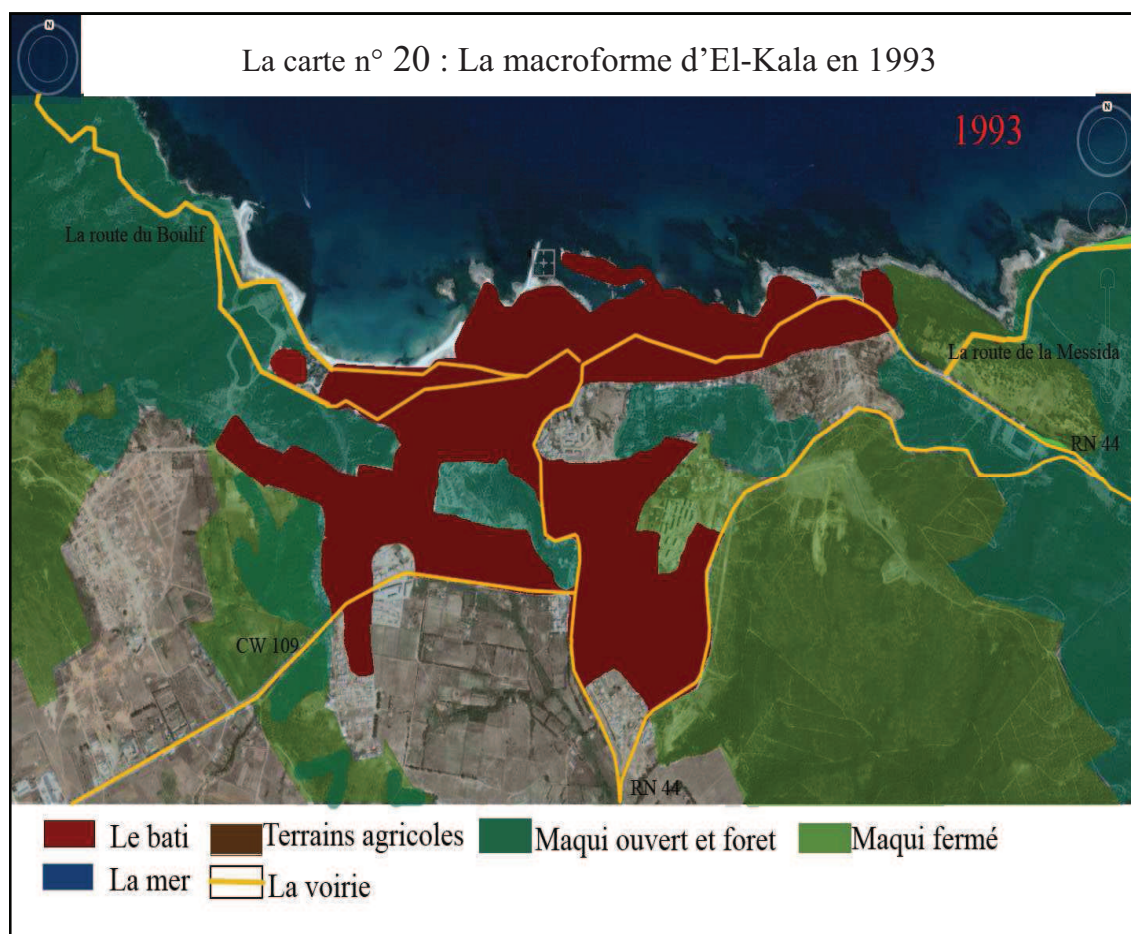 N
La carte n° 20 : La macroforme d'El-Kala en 1993
1993
N
La route du Boulif
La route de la Messida
RN 44
CW 109
RN 44
Le bati
Terrains agricoles
Maqui ouvert et foret
Maqui fermé
La mer
La voirie